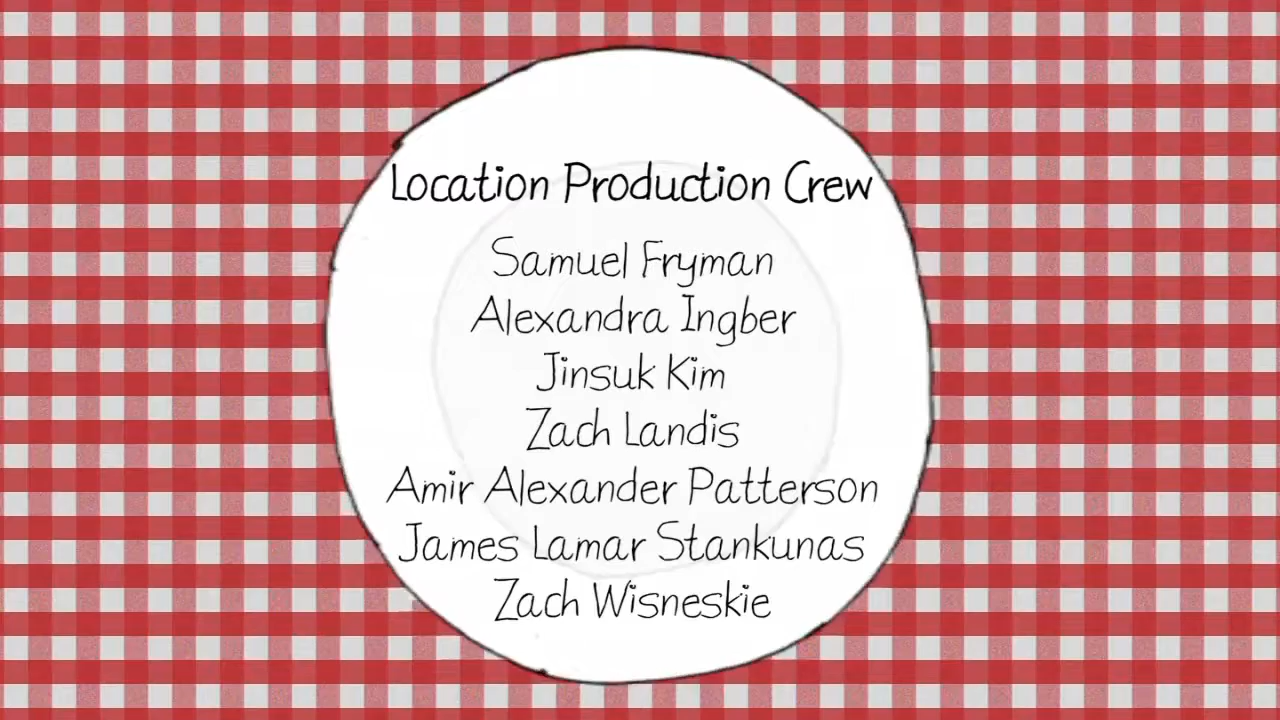 Location Production Crew
Samuel Fryman
Alexandra Ingber
Jinsuk Kim
Zach Landis
Amir Alexander Patterson
James Lamar Stankunas
Zach Wisneskie